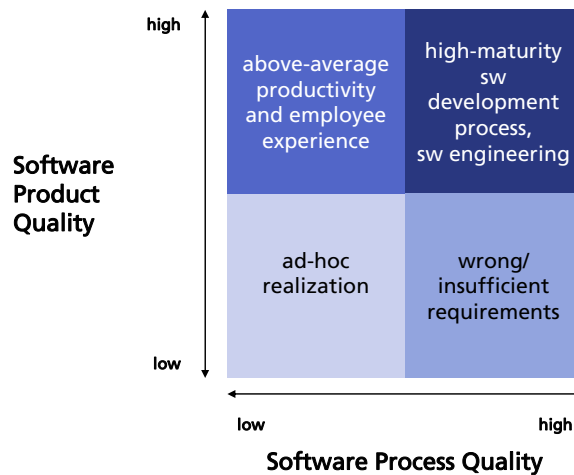 high
above-average
productivity
and employee
experience
high-maturity
sw
development
process,
sw engineering
Software
Product
Quality
ad-hoc
realization
wrong/
insufficient
requirements
low
low
high
Software Process Quality